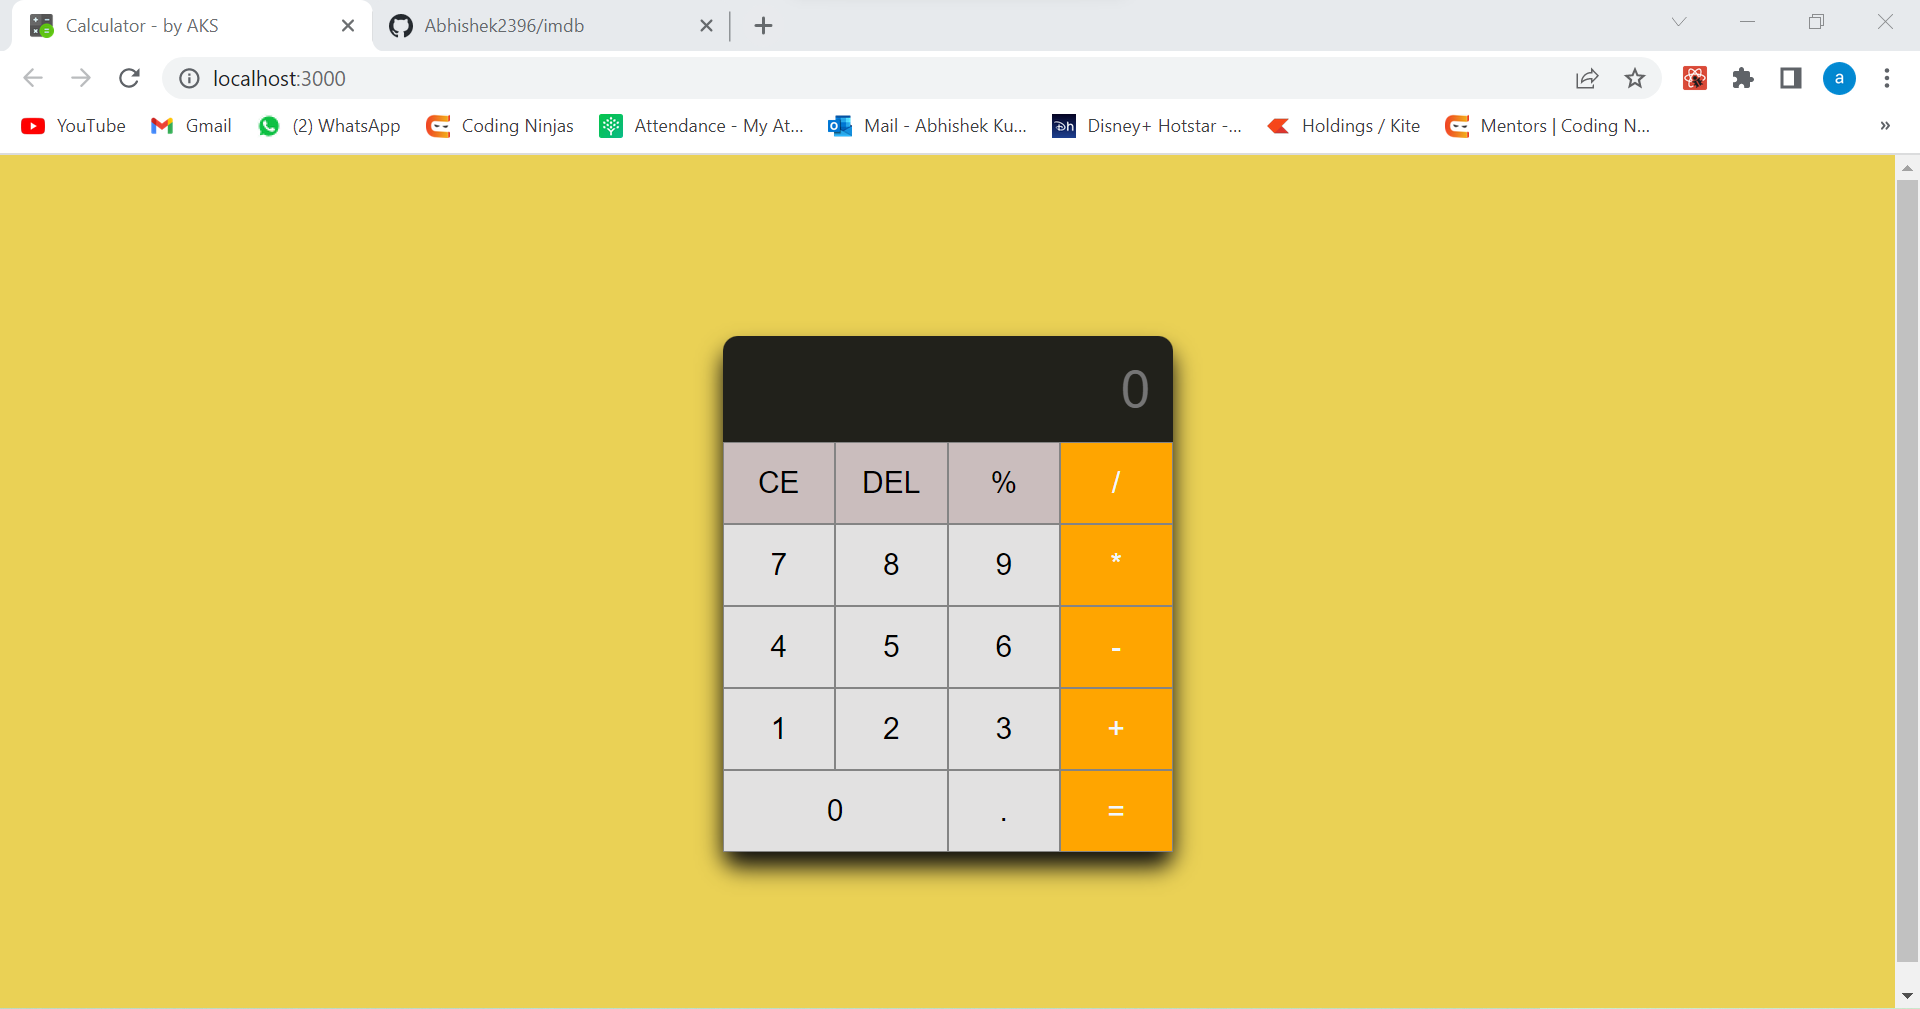 Calculator - by AKS
Abhishek2396/imdb
localhost:3000
a
YouTube
Gmail
(2) WhatsApp
Coding Ninjas
Attendance - My At...
Mail - Abhishek Ku...
Disney+ Hotstar -...
Holdings / Kite
Mentors | Coding N...
»
0
CE DEL % /
7 8 9 *
4 5 6 -
1 2 3 +
0 . =